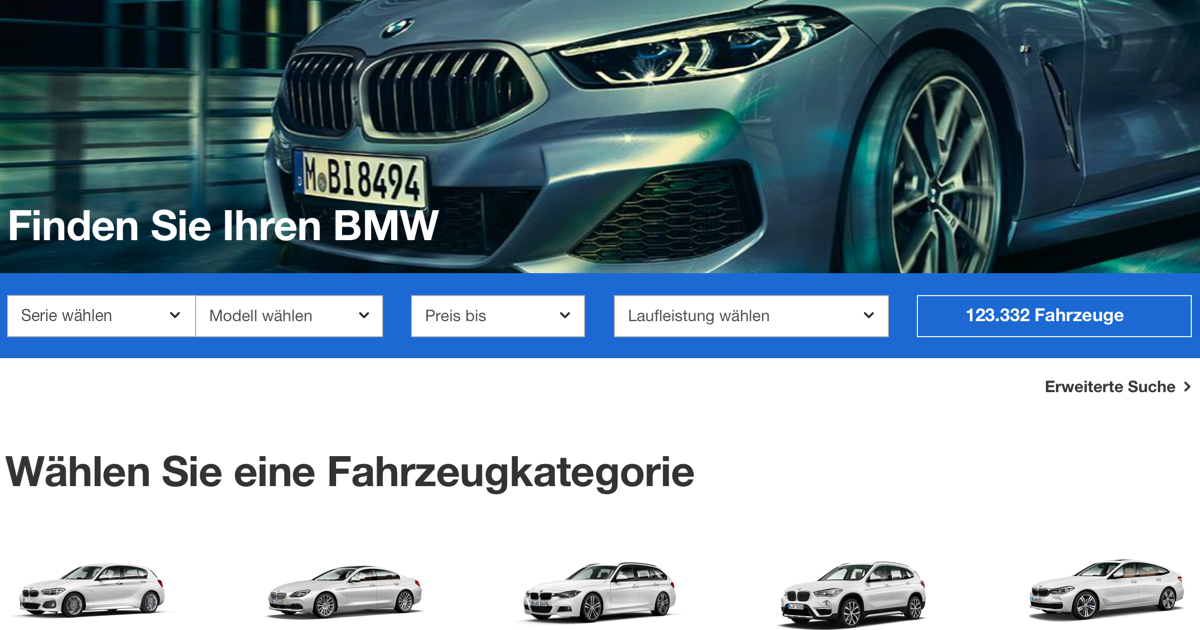 M BI 8494
Finden Sie Ihren BMW
Serie wählen
Modell wählen
Preis bis
Laufleistung wählen
123.332 Fahrzeuge
Erweiterte Suche
Wählen Sie eine Fahrzeugkategorie